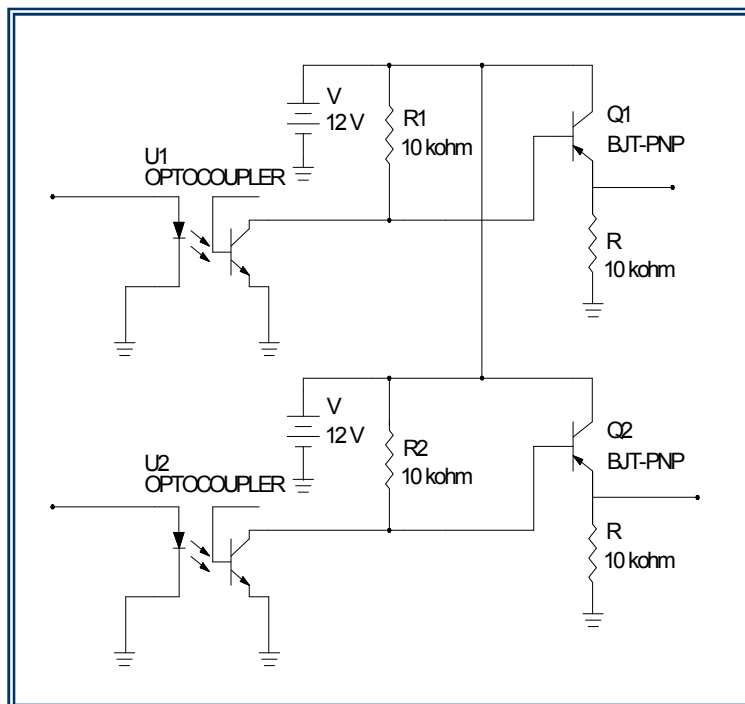 V
12 V
R1
10 kohm
Q1
BJT-PNP
U1
OPTOCOUPLER
R
10 kohm
V
12 V
R2
10 kohm
Q2
BJT-PNP
U2
OPTOCOUPLER
R
10 kohm